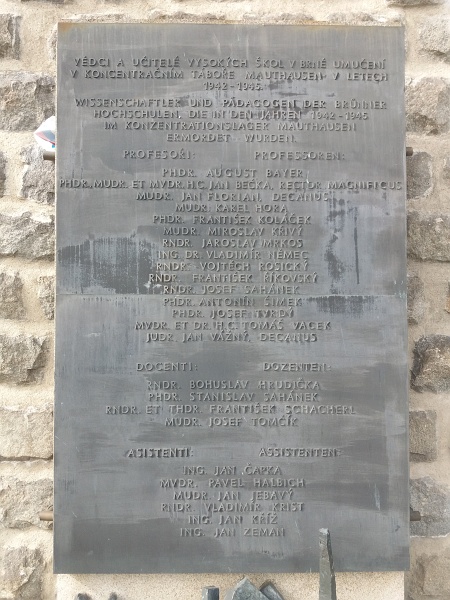 VĚDCI A UČITELÉ VYSOKÝCH ŠKOL V BRNĚ UMUČENÍ
V KONCENTRAČNÍM TÁBOŘE MAUTHAUSEN V LETECH
1942-1945.
WISSENSCHAFTLER UND PÄDAGOGEN DER BRÜNNER
HOCHSCHULEN, DIE IN DEN JAHREN 1942-1945
IM KONZENTRATIONSLAGER MAUTHAUSEN
ERMORDET WURDEN.
PROFESOŘI: PROFESSOREN:
PHDR. AUGUST BAYER
PHDR., MUDR. ET MVDR. H.C. JAN BEČKA, RECTOR MAGNIFICUS
MUDR. JAN FLORIAN, DECANUS
MUDR. KAREL HORA
PHDR. FRANTIŠEK KOLÁČEK
MUDR. MIROSLAV KŘIVÝ
RNDR. JAROSLAV MRKOS
ING. DR. VLADIMÍR NĚMEC
RNDR. VOJTĚCH ROSICKÝ
RNDR. FRANTIŠEK ŘÍKOVSKÝ
RNDR. JOSEF SAHÁNEK
PHDR. ANTONÍN ŠIMEK
PHDR. JOSEF TVRDÝ
MVDR. ET DR. H.C. TOMÁŠ VACEK
JUDR. JAN VÁŽNÝ, DECANUS
DOCENTI: DOZENTEN:
RNDR. BOHUSLAV HRUDIČKA
PHDR. STANISLAV SAHÁNEK
RNDR. ET THDR. FRANTIŠEK SCHACHERL
MUDR. JOSEF TOMČÍK
ASISTENTI: ASSISTENTEN:
ING. JAN ČAPKA
MVDR. PAVEL HALBICH
MUDR. JAN JEBAVÝ
RNDR. VLADIMÍR KRIST
ING. JAN KŘÍŽ
ING. JAN ZEMAN